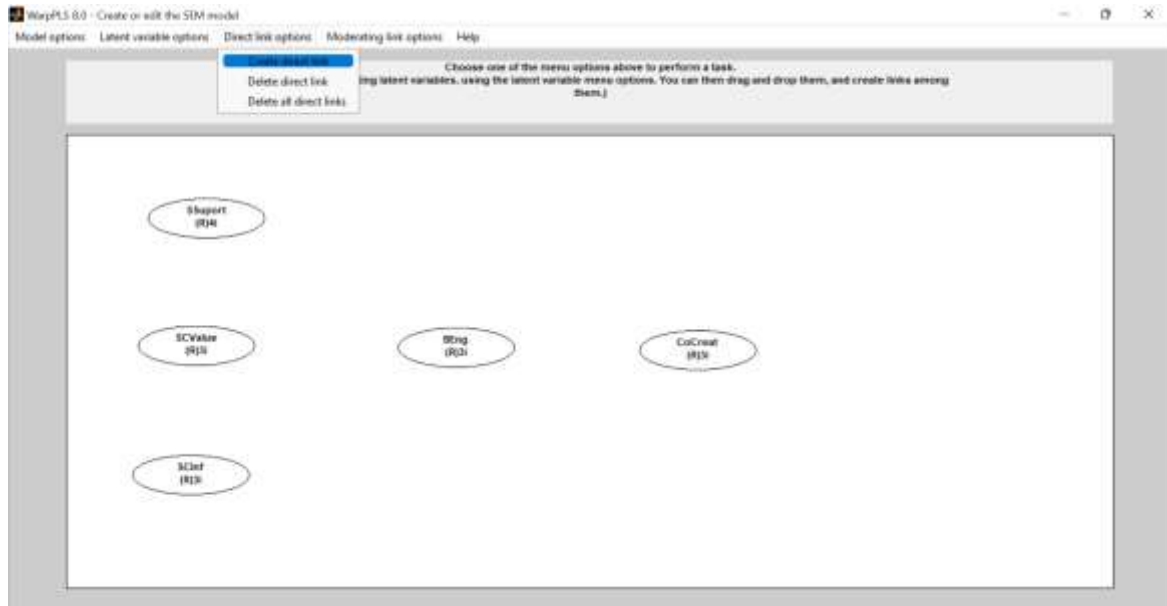 WarpPLS 8.0 - Create or edit the SEM model
Model options Latent variable options Direct link options Moderating link options Help
Create direct link
Delete direct link
Delete all direct links
Choose one of the menu options above to perform a task.
ing latent variables, using the latent variable menu options. You can then drag and drop them, and create links among
them.)
SSuport
(R)4i
SCValue
(R)3i
BEng
(R)2i
CoCreat
SCInf
(R)3i